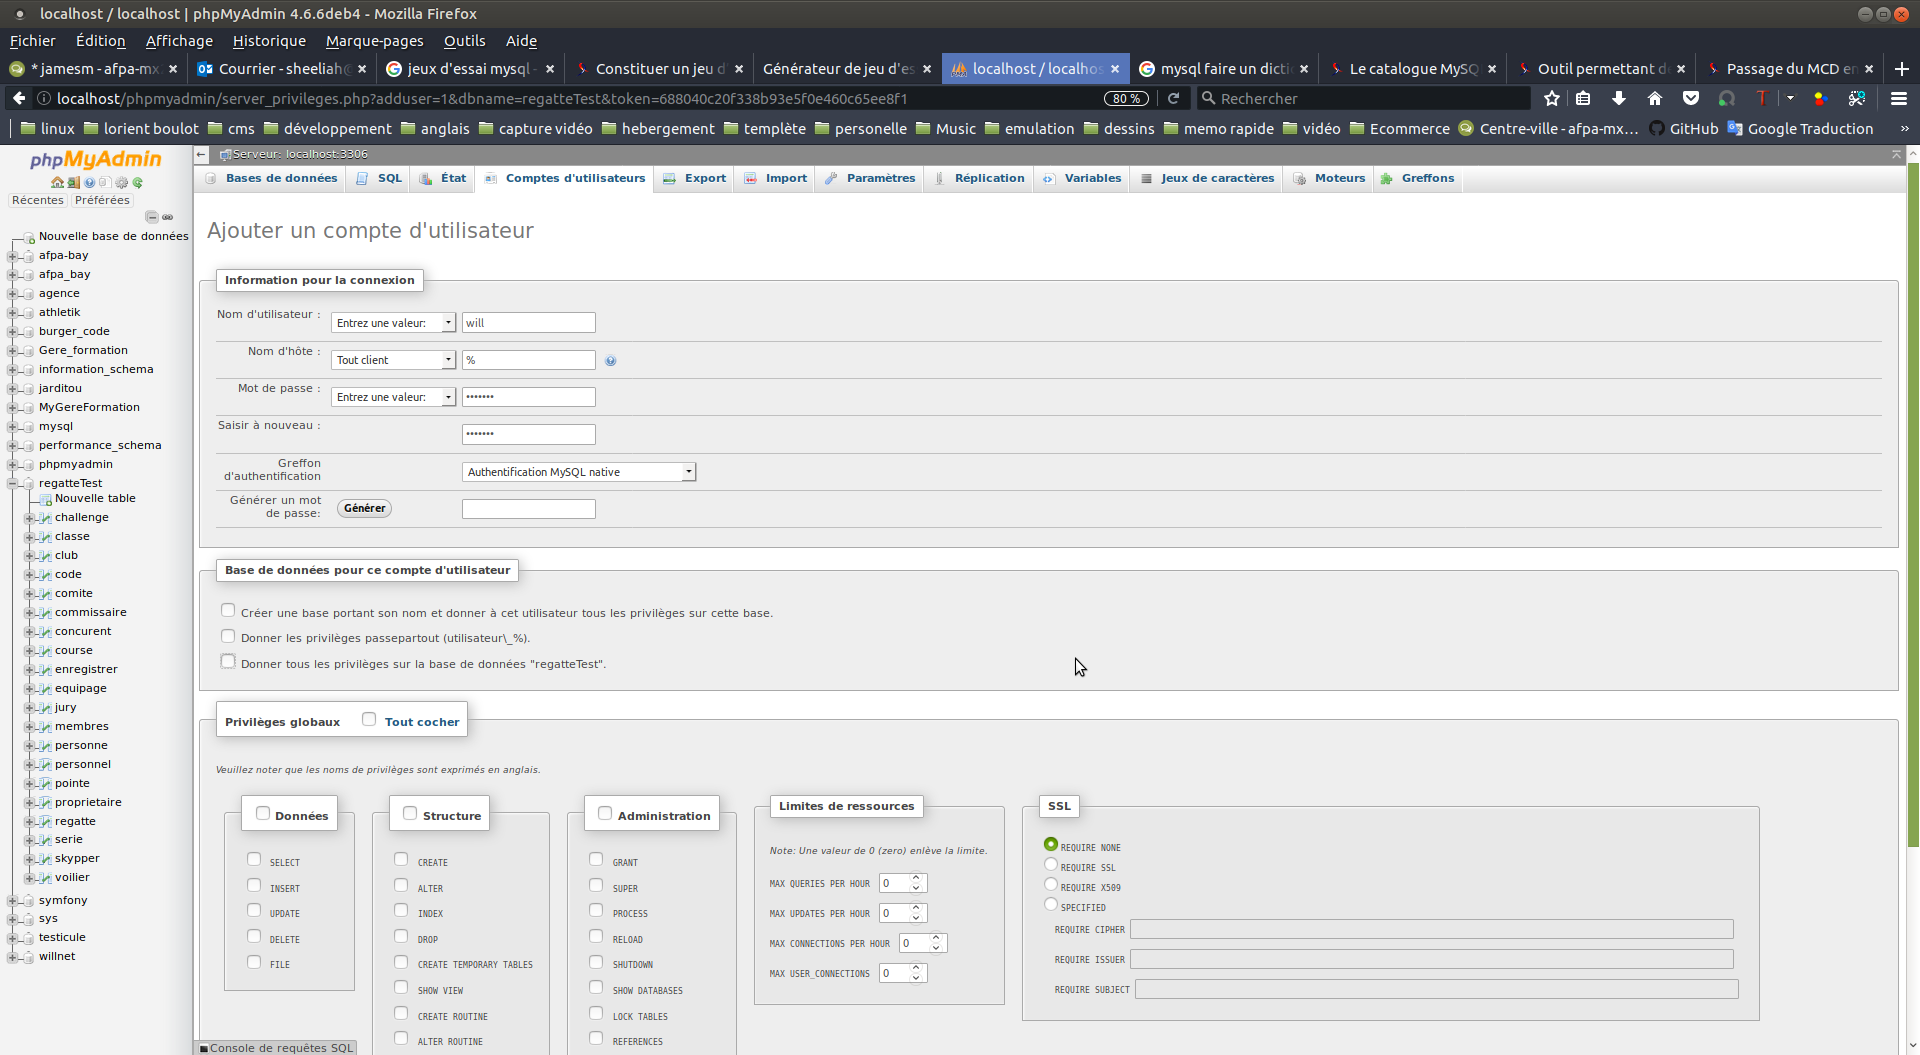 localhost / localhost | phpMyAdmin 4.6.6deb4 - Mozilla Firefox
Fichier Édition Affichage Historique Marque-pages Outils Aide
* jamesm - afpa-mx. Courrier - sheeliah@ jeux d'essai mysql - Constituer un jeu d Générateur de jeu d'es localhost / localhos mysql faire un dicti Le catalogue MySQ Outil permettant d Passage du MCD en
localhost/phpmyadmin/server_privileges.php?adduser=1&dbname=regatteTest&token=688040c20f338b93e5f0e460c65ee8f1 80 % Rechercher
linux lorient boulot cms développement anglais capture vidéo hebergement templète personelle Music emulation dessins memo rapide vidéo Ecommerce Centre-ville - afpa-mx... GitHub Google Traduction »
phpMyAdmin
Récentes Préférées
Nouvelle base de données
afpa-bay
afpa_bay
agence
athletik
burger_code
Gere_formation
information_schema
jarditou
MyGereFormation
mysql
performance_schema
phpmyadmin
regatteTest
Nouvelle table
challenge
classe
club
code
comite
commissaire
concurent
course
enregistrer
equipage
jury
membres
personne
personnel
pointe
proprietaire
regatte
serie
skypper
voilier
symfony
sys
testicule
willnet
Serveur: localhost:3306
Bases de données SQL État Comptes d'utilisateurs Export Import Paramètres Réplication Variables Jeux de caractères Moteurs Greffons
Ajouter un compte d'utilisateur
Information pour la connexion
Nom d'utilisateur : Entrez une valeur: will
Nom d'hôte : Tout client %
Mot de passe : Entrez une valeur: •••••••
Saisir à nouveau : •••••••
Greffon
d'authentification Authentification MySQL native
Générer un mot
de passe: Générer
Base de données pour ce compte d'utilisateur
Créer une base portant son nom et donner à cet utilisateur tous les privilèges sur cette base.
Donner les privilèges passepartout (utilisateur\_%).
Donner tous les privilèges sur la base de données "regatteTest".
Privilèges globaux Tout cocher
Veuillez noter que les noms de privilèges sont exprimés en anglais.
Données
SELECT
INSERT
UPDATE
DELETE
FILE
Structure
CREATE
ALTER
INDEX
DROP
CREATE TEMPORARY TABLES
SHOW VIEW
CREATE ROUTINE
ALTER ROUTINE
Administration
GRANT
SUPER
PROCESS
RELOAD
SHUTDOWN
SHOW DATABASES
LOCK TABLES
REFERENCES
Limites de ressources
Note: Une valeur de 0 (zero) enlève la limite.
MAX QUERIES PER HOUR 0
MAX UPDATES PER HOUR 0
MAX CONNECTIONS PER HOUR 0
MAX USER_CONNECTIONS 0
SSL
REQUIRE NONE
REQUIRE SSL
REQUIRE X509
SPECIFIED
REQUIRE CIPHER
REQUIRE ISSUER
REQUIRE SUBJECT
Console de requêtes SQL